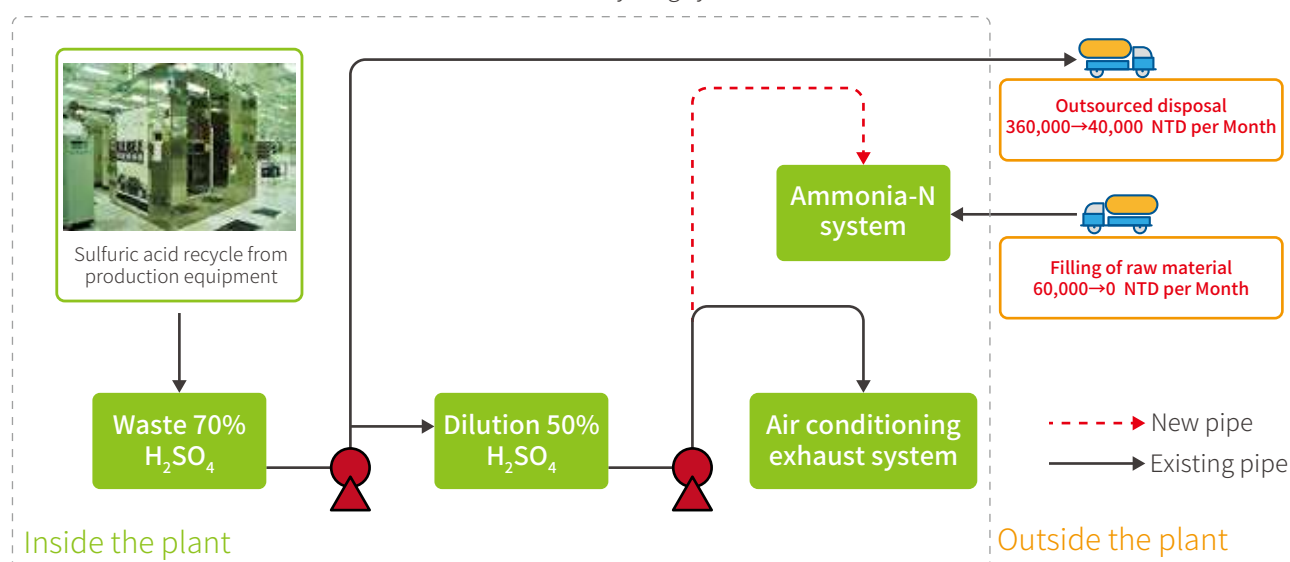 Outsourced disposal
360,000→40,000 NTD per Month
Ammonia-N
system
Sulfuric acid recycle from
production equipment
Filling of raw material
60,000→0 NTD per Month
Waste 70%
H₂SO₄
Dilution 50%
H₂SO₄
Air conditioning
exhaust system
New pipe
Existing pipe
Inside the plant
Outside the plant